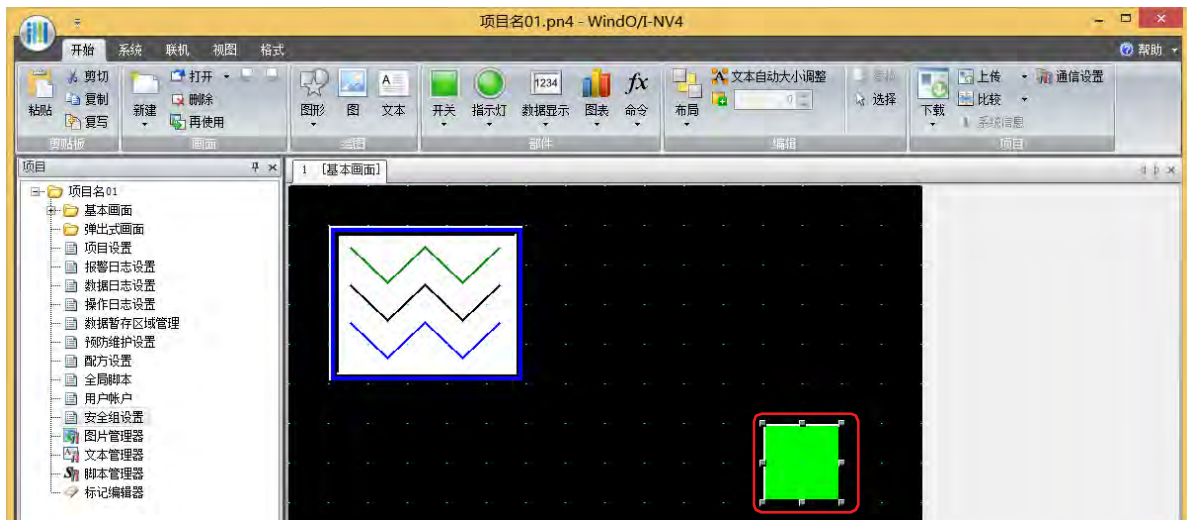 项目名01.pn4 - WindO/I-NV4
开始 系统 联机 视图 格式 帮助
粘贴 剪切 复制 复写
新建 打开 删除 再使用
图形 图 文本
开关 指示灯 1234 数据显示 图表 fx 命令
布局 文本自动大小调整 0 选择
下载 上传 比较 系统信息 通信设置
剪贴板 画面 绘图 部件 编辑 项目
项目
1 [基本画面]
项目名01
基本画面
弹出式画面
项目设置
报警日志设置
数据日志设置
操作日志设置
数据暂存区域管理
预防维护设置
配方设置
全局脚本
用户帐户
安全组设置
图片管理器
文本管理器
脚本管理器
标记编辑器